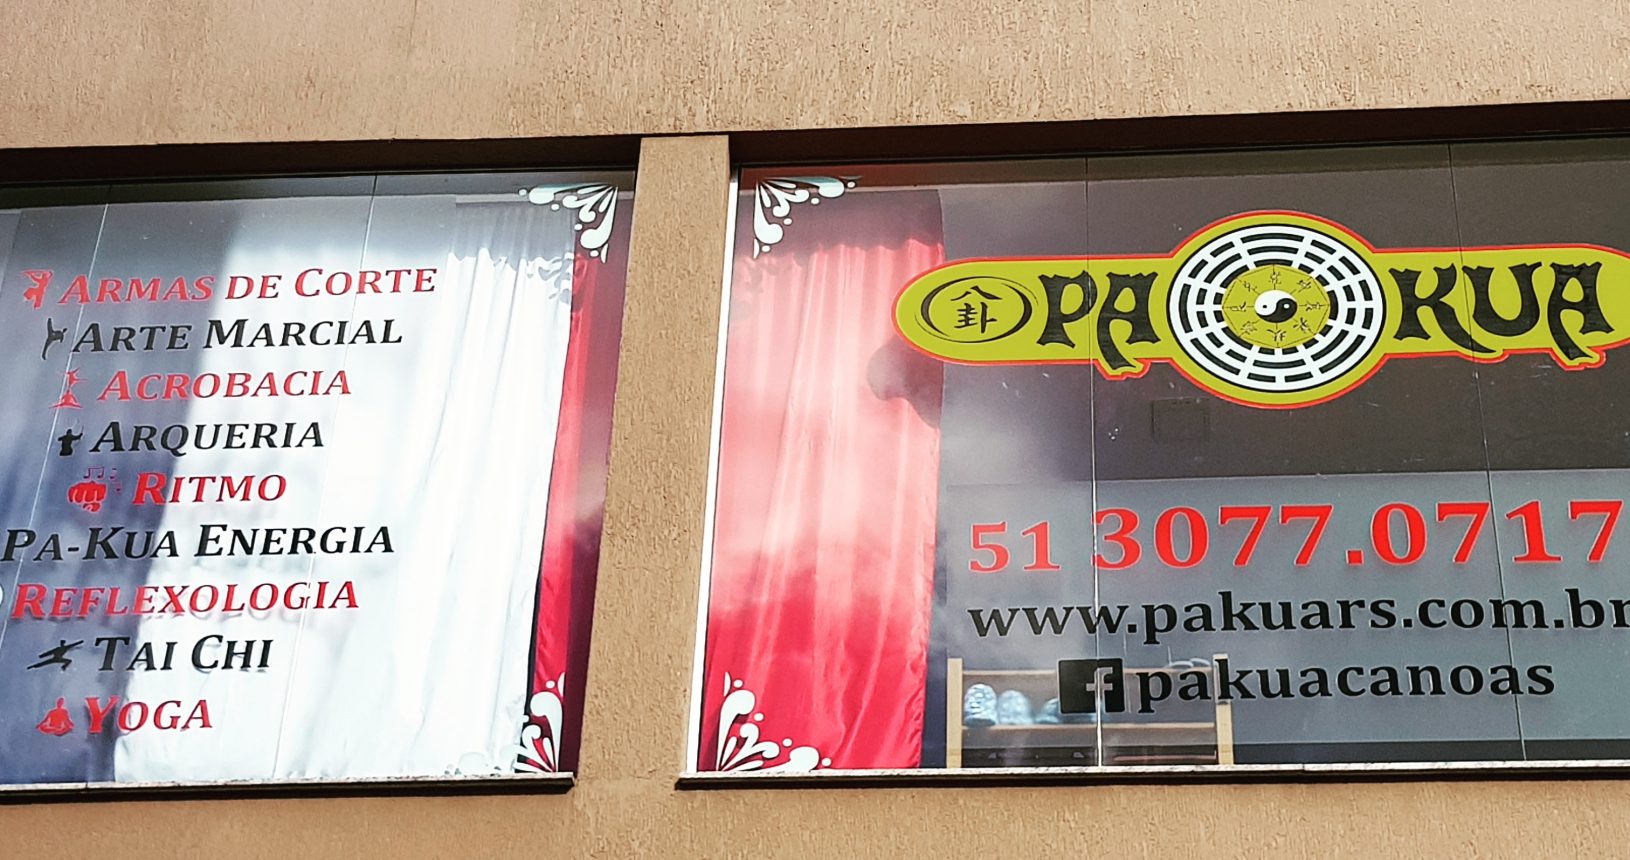 ARMAS DE CORTE
ARTE MARCIAL
ACROBACIA
ARQUERIA
RITMO
PA-KUA ENERGIA
REFLEXOLOGIA
TAI CHI
YOGA
八卦 PA KUA
51 3077.0717
www.pakuars.com.br
pakuacanoas